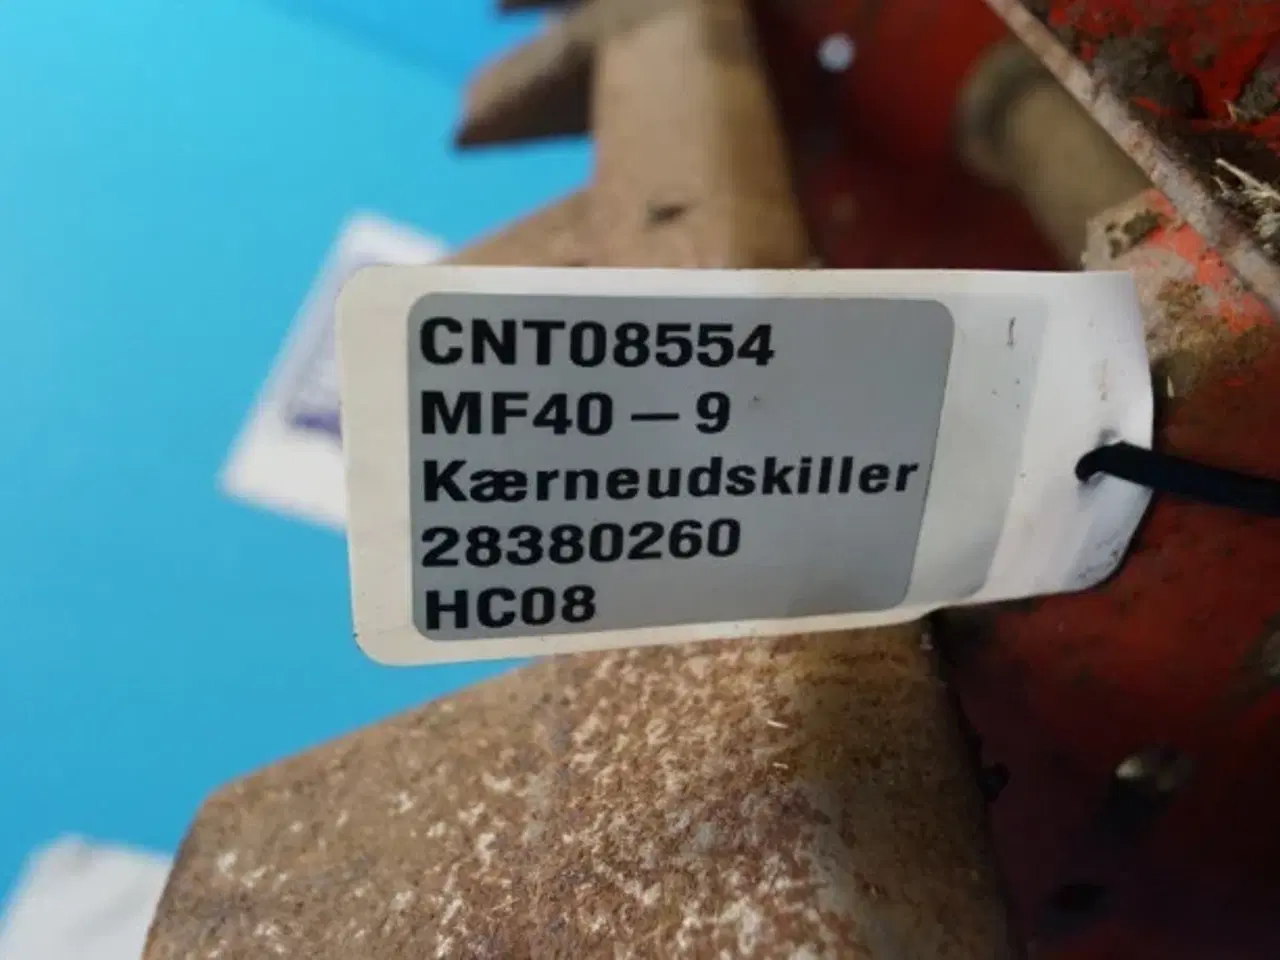 CNT08554
MF40 – 9
Kærneudskiller
28380260
HC08